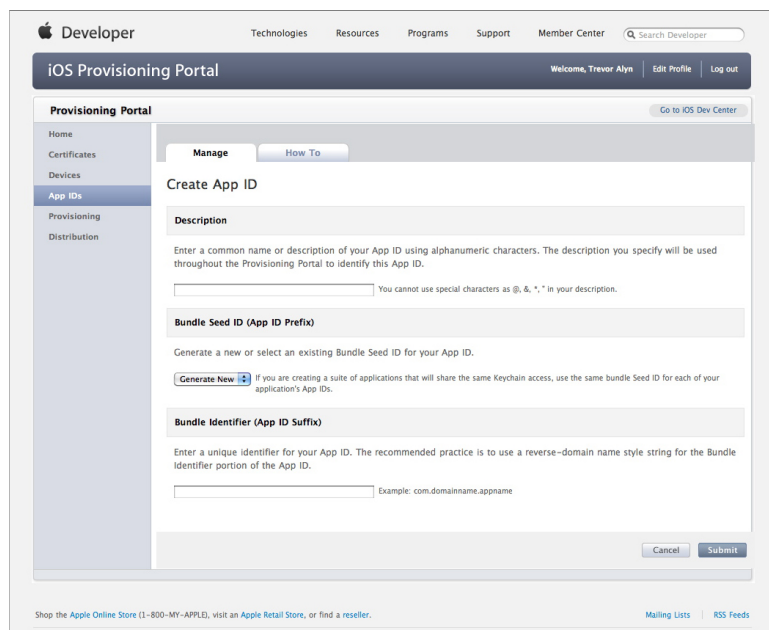 Developer
Technologies Resources Programs Support Member Center Search Developer
iOS Provisioning Portal
Welcome, Trevor Alyn Edit Profile Log out
Provisioning Portal
Go to iOS Dev Center
Home
Certificates
Devices
App IDs
Provisioning
Distribution
Manage How To
Create App ID
Description
Enter a common name or description of your App ID using alphanumeric characters. The description you specify will be used
throughout the Provisioning Portal to identify this App ID.
You cannot use special characters as @, &, *, " in your description.
Bundle Seed ID (App ID Prefix)
Generate a new or select an existing Bundle Seed ID for your App ID.
Generate New
If you are creating a suite of applications that will share the same Keychain access, use the same bundle Seed ID for each of your
application's App IDs.
Bundle Identifier (App ID Suffix)
Enter a unique identifier for your App ID. The recommended practice is to use a reverse-domain name style string for the Bundle
Identifier portion of the App ID.
Example: com.domainname.appname
Cancel Submit
Shop the Apple Online Store (1-800-MY-APPLE), visit an Apple Retail Store, or find a reseller.
Mailing Lists RSS Feeds